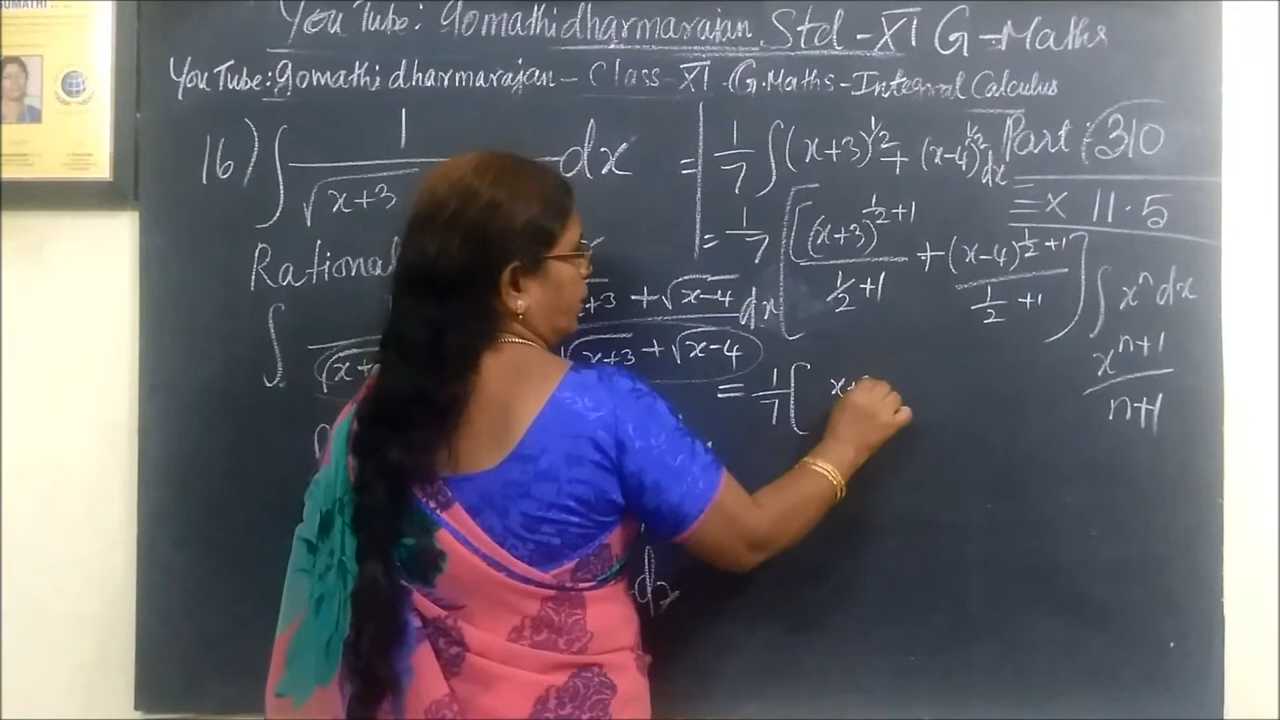 OMATHI
You Tube: gomathidharmarajan Std - XI G - Maths
You Tube: gomathi dharmarajan - Class - XI - G.Maths - Integral Calculus
Part: 310
EX 11.5
16) ∫ 1 / √x+3 dx
Rational
∫ √x+3 + √x-4 / √x+3 + √x-4 dx
dx
= 1/7 ∫ (x+3)^1/2 + (x-4)^1/2 dx
= 1/7 [ (x+3)^1/2+1 / 1/2+1 + (x-4)^1/2+1 / 1/2+1 ]
= 1/7 [ x+
∫ x^n dx
x^n+1 / n+1